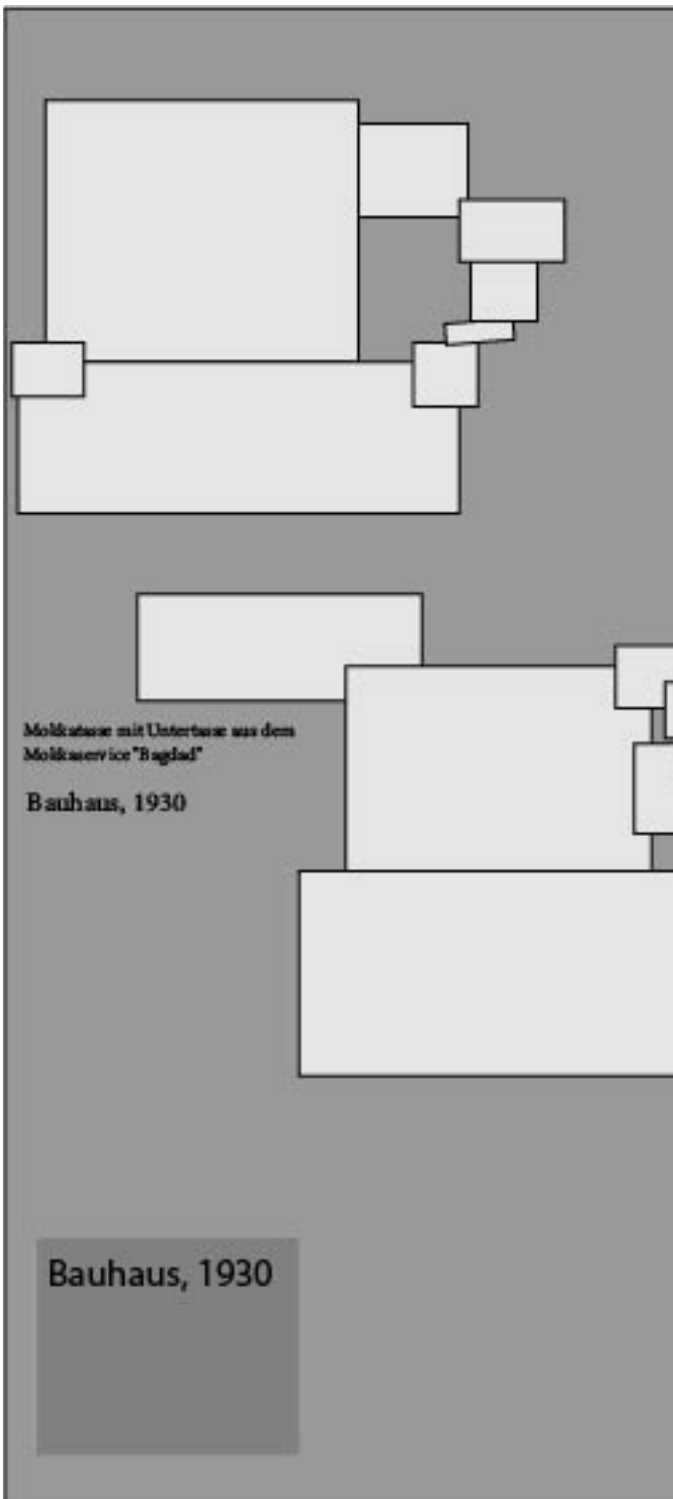 Mokkatasse mit Untertasse aus dem
Mokkaservice "Bagdad"
Bauhaus, 1930
Bauhaus, 1930